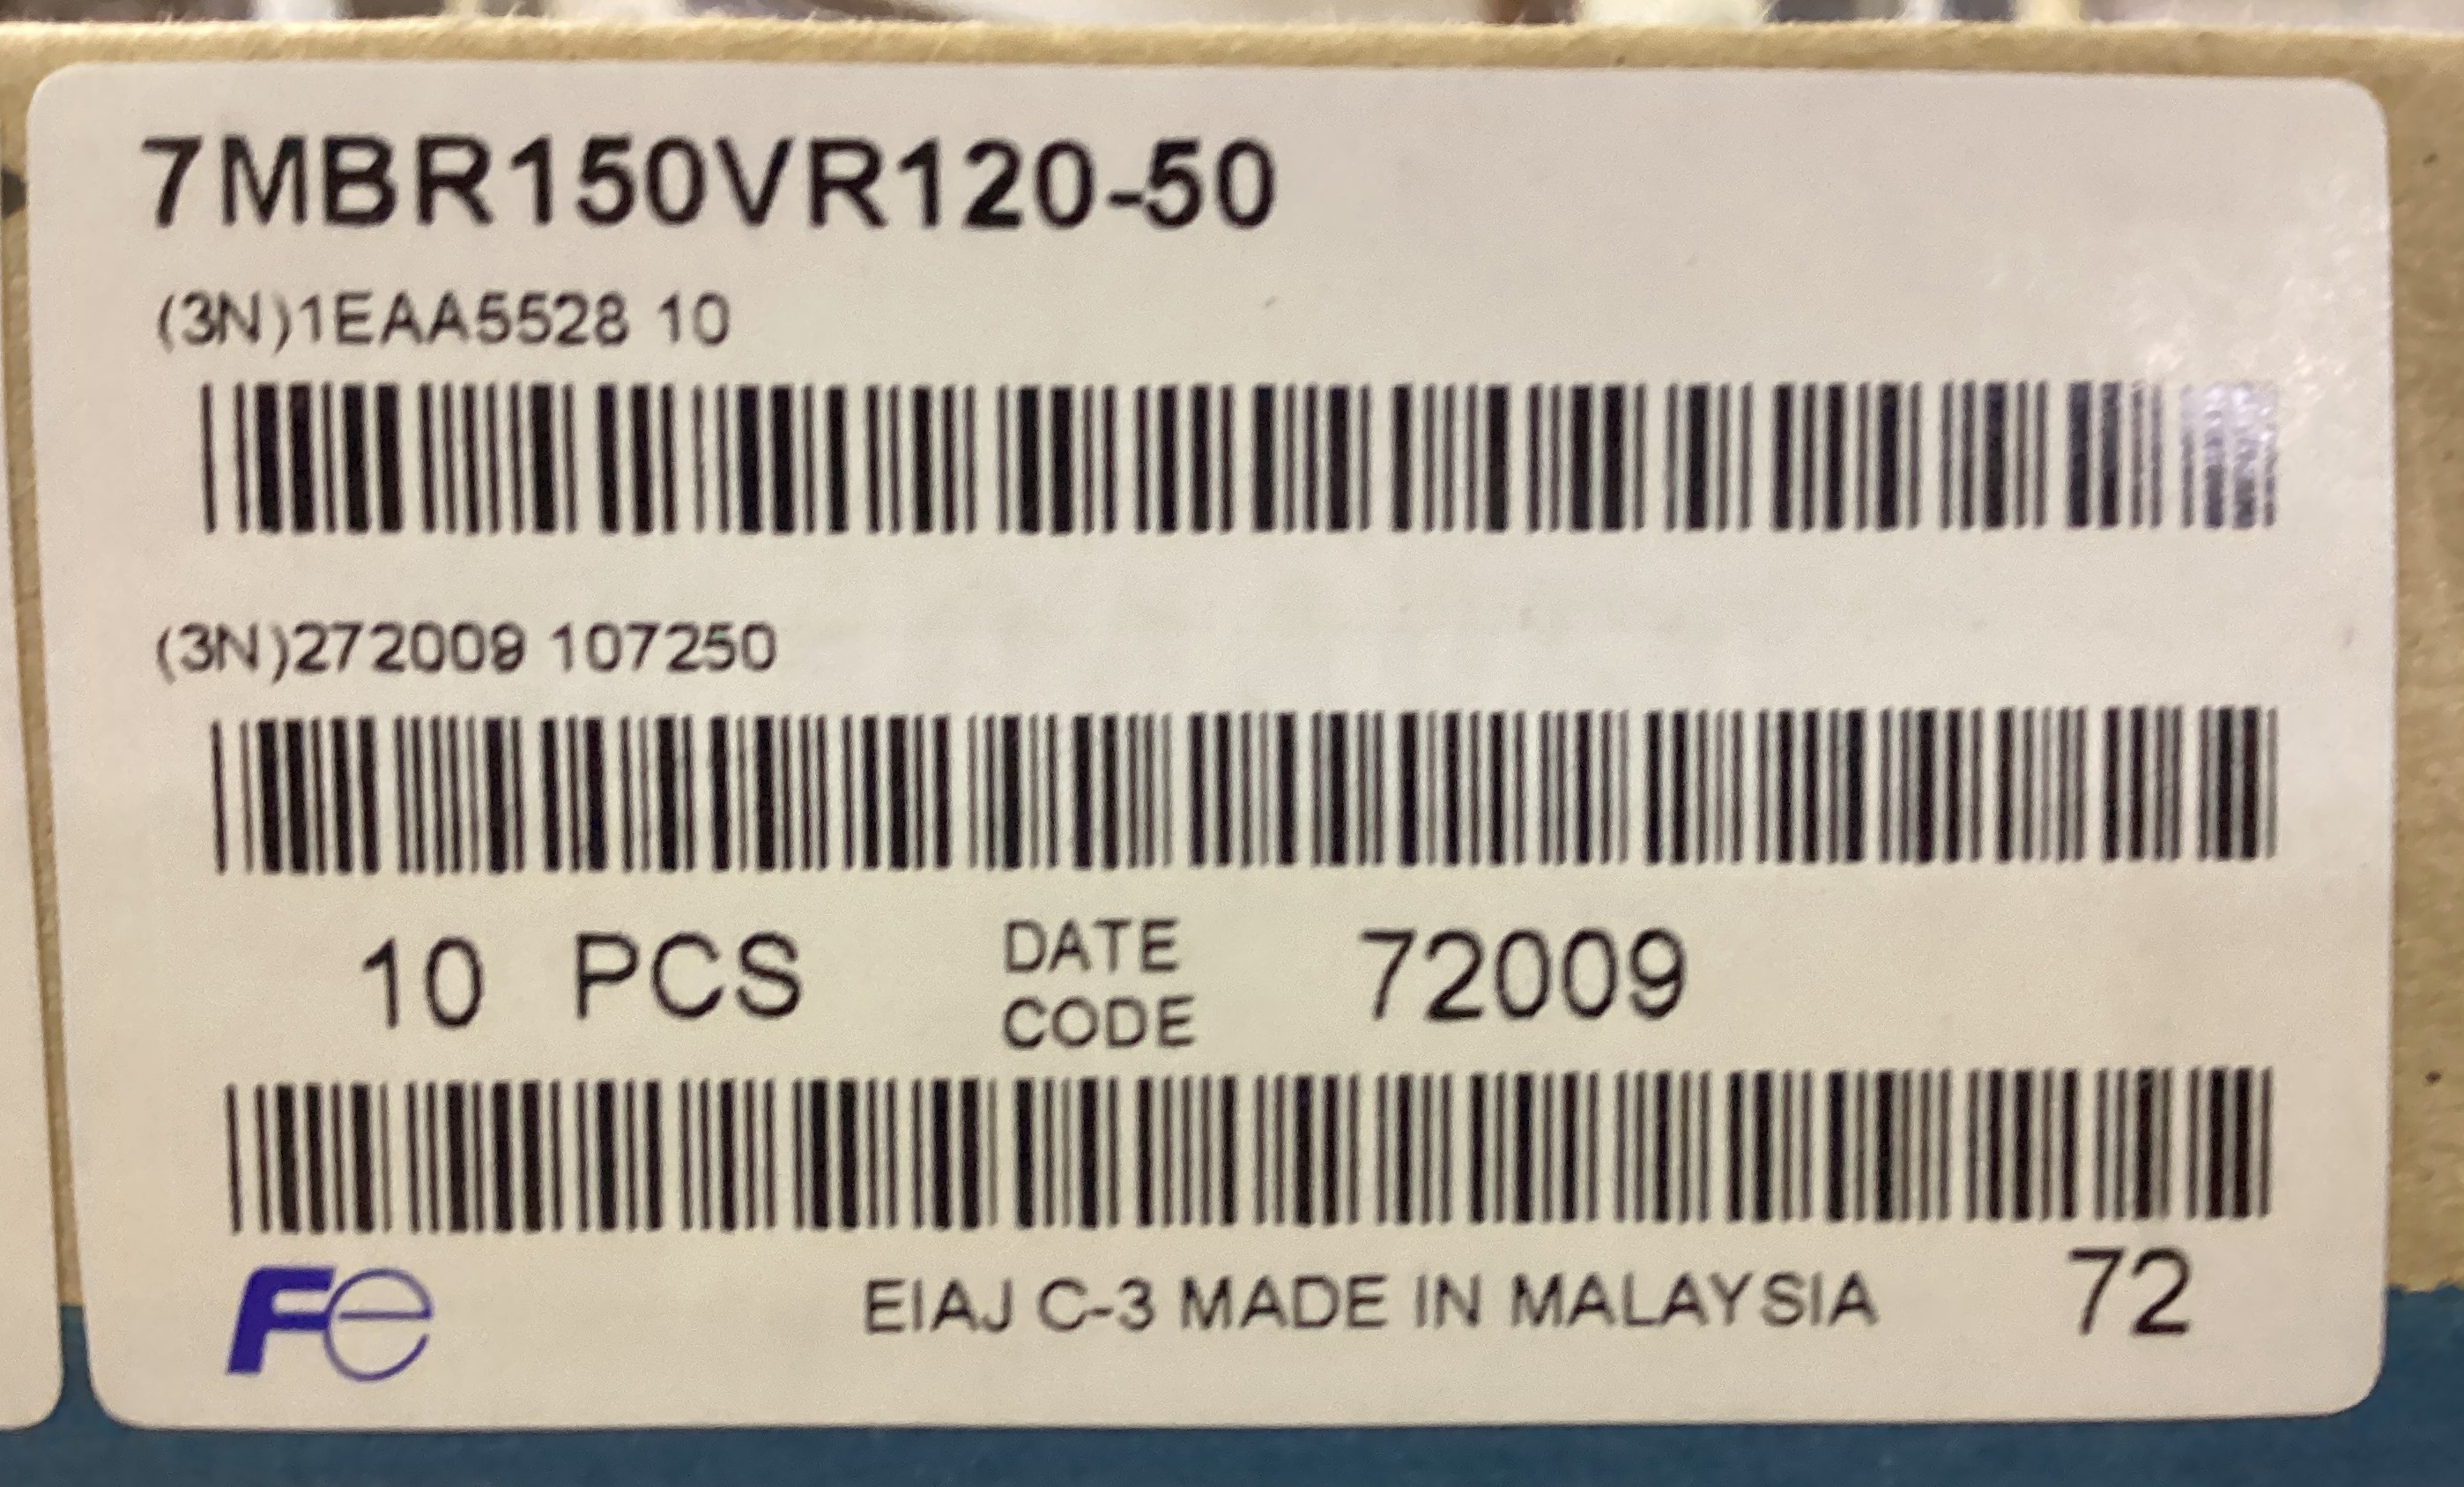 7MBR150VR120-50
(3N)1EAA5528 10
(3N)272009 107250
10 PCS DATE CODE 72009
Fe EIAJ C-3 MADE IN MALAYSIA 72